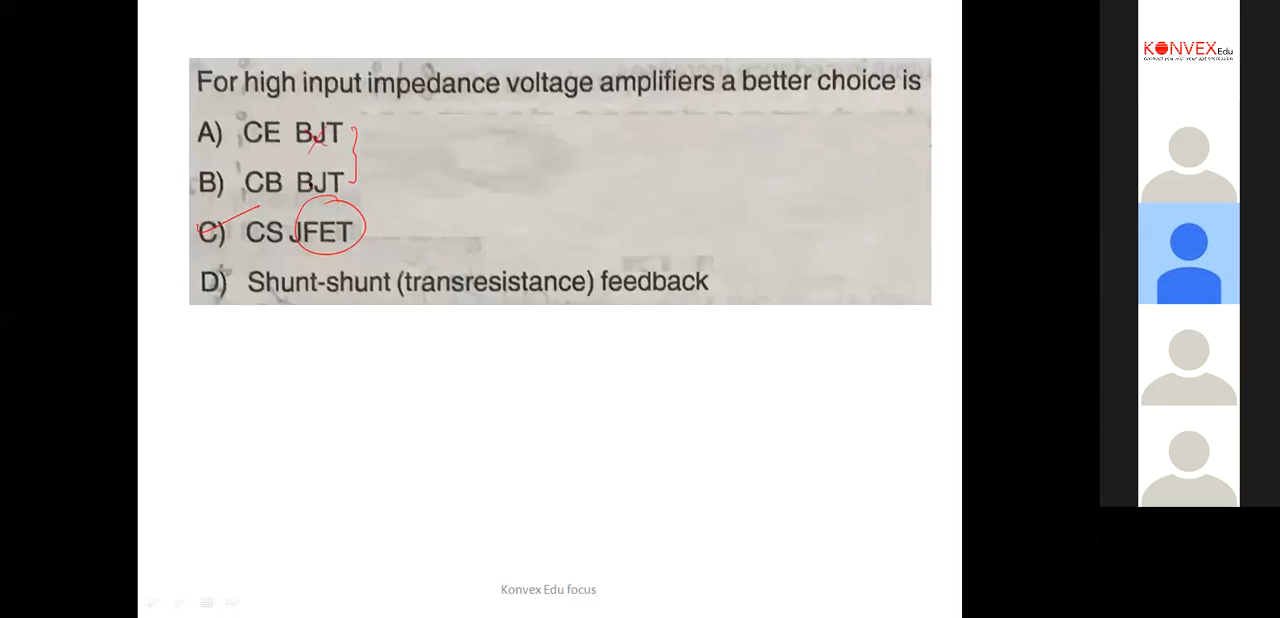 For high input impedance voltage amplifiers a better choice is
A) CE BJT
B) CB BJT
C) CS JFET
D) Shunt-shunt (transresistance) feedback
Konvex Edu focus
KONVEX Edu